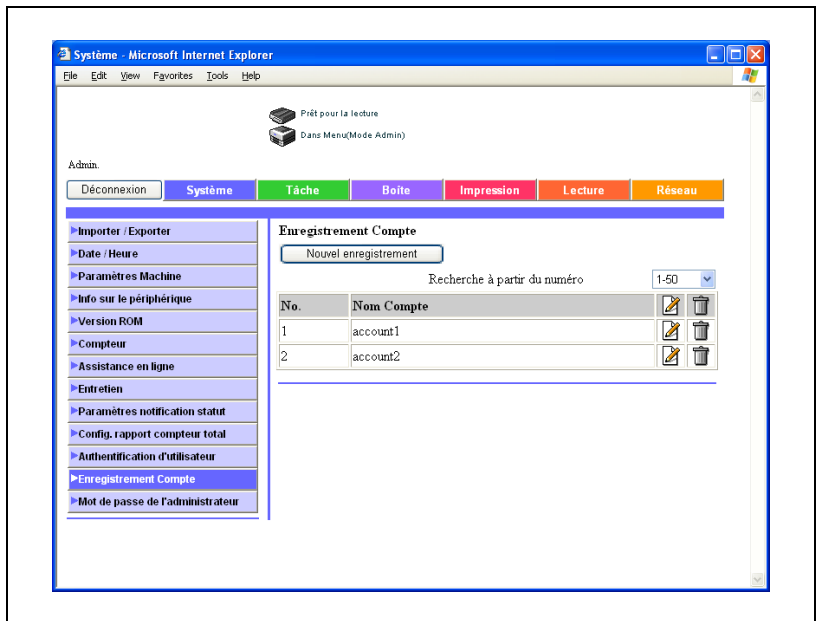 Système - Microsoft Internet Explorer
File Edit View Favorites Tools Help
Prêt pour la lecture
Dans Menu(Mode Admin)
Admin.
Déconnexion Système Tâche Boîte Impression Lecture Réseau
Importer / Exporter
Date / Heure
Paramètres Machine
Info sur le périphérique
Version ROM
Compteur
Assistance en ligne
Entretien
Paramètres notification statut
Config. rapport compteur total
Authentification d'utilisateur
Enregistrement Compte
Mot de passe de l'administrateur
Enregistrement Compte
Nouvel enregistrement
Recherche à partir du numéro 1-50
No. Nom Compte
1 account1
2 account2